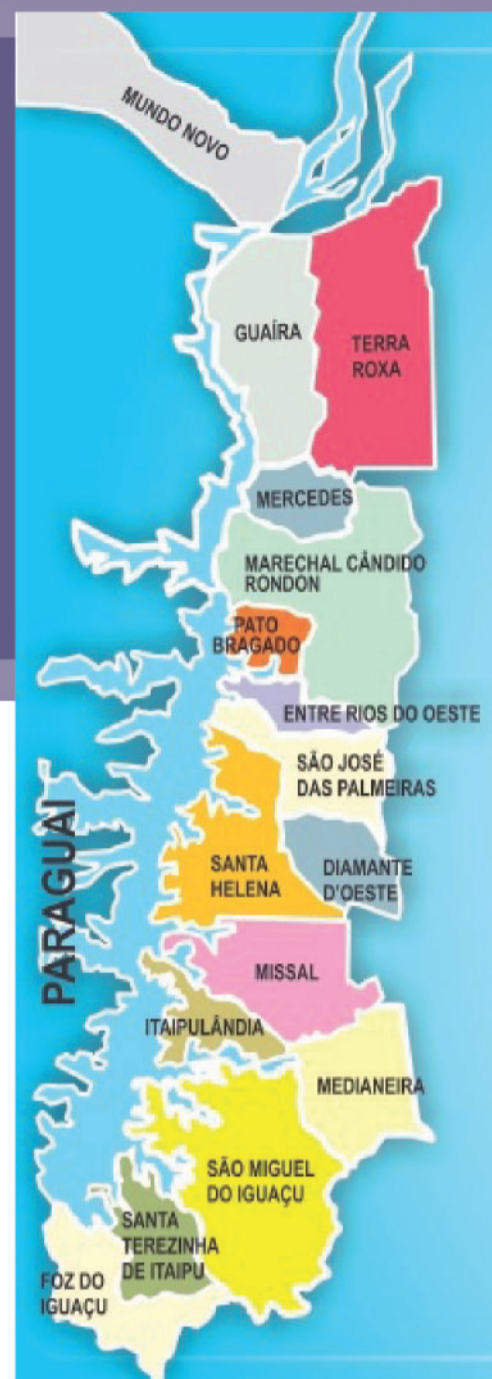 MUNDO NOVO
GUAÍRA
TERRA
ROXA
MERCEDES
MARECHAL CÂNDIDO
RONDON
PATO
BRAGADO
ENTRE RIOS DO OESTE
SÃO JOSÉ
DAS PALMEIRAS
PARAGUAI
SANTA
HELENA
DIAMANTE
D'OESTE
MISSAL
ITAIPULÂNDIA
MEDIANEIRA
SÃO MIGUEL
DO IGUAÇU
SANTA
TEREZINHA
DE ITAIPU
FOZ DO
IGUAÇU